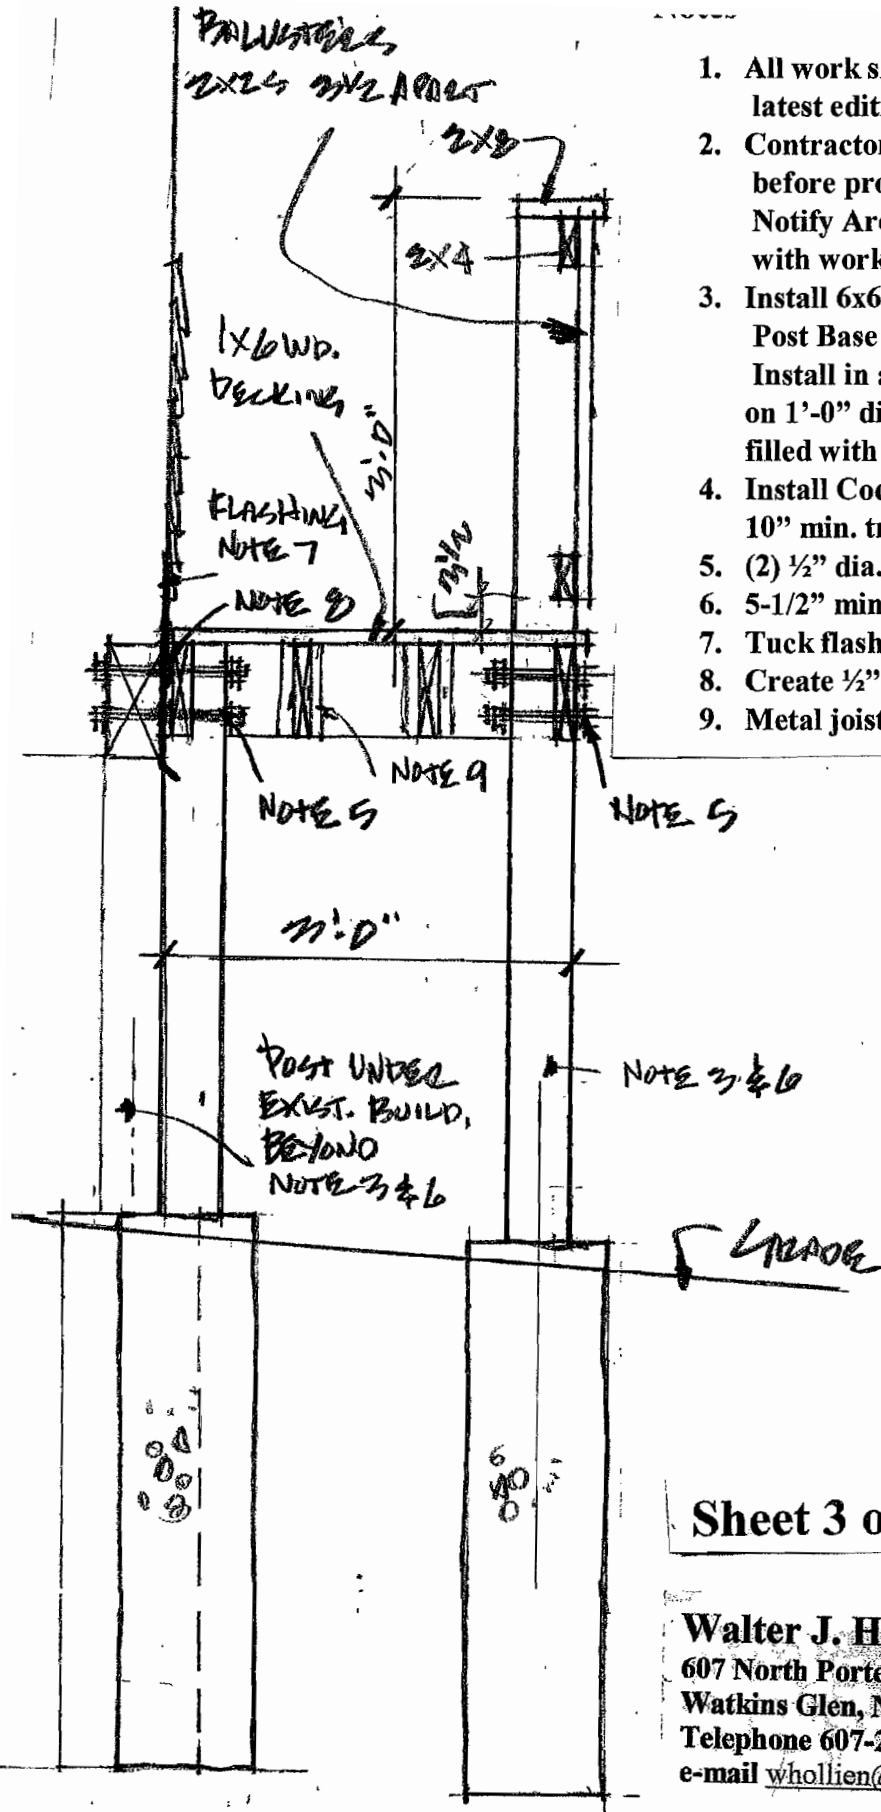 BALUSTERS
2X2S 3½ APART
2X8
2X4
1X6 WD.
DECKING
3'-0"
FLASHING
NOTE 7
NOTE 8
3½
NOTE 9
NOTE 5
NOTE 5
3'-0"
POST UNDER
EXIST. BUILD,
BEYOND
NOTE 3 & 6
NOTE 3 & 6
GRADE
Notes
1. All work s
latest edit
2. Contractor
before pro
Notify Ar
with work
3. Install 6x6
Post Base
Install in a
on 1'-0" di
filled with
4. Install Co
10" min. t
5. (2) ½" dia.
6. 5-1/2" min
7. Tuck flash
8. Create ½"
9. Metal joist
Sheet 3 o
Walter J. H
607 North Porte
Watkins Glen, N
Telephone 607-2
e-mail whollien@